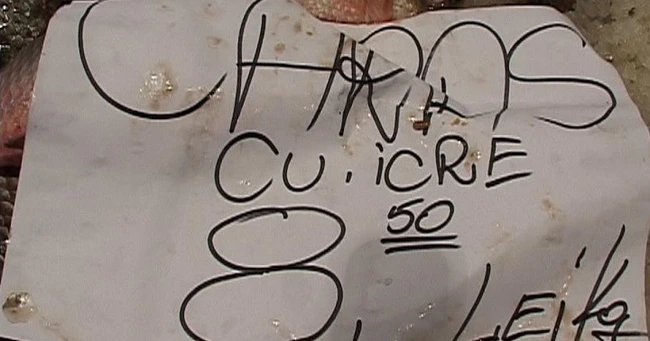 CARAS
CU. iCRE
8, 50 LEi/kg